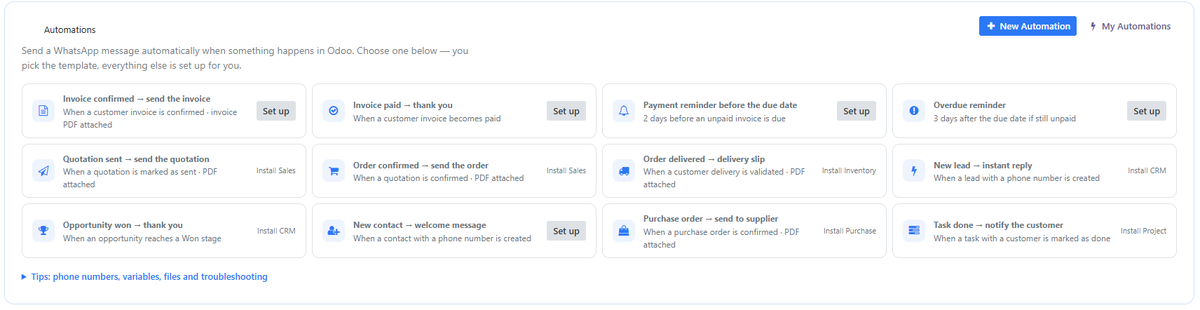 Automations
New Automation
My Automations
Send a WhatsApp message automatically when something happens in Odoo. Choose one below — you
pick the template, everything else is set up for you.
Invoice confirmed → send the invoice
When a customer invoice is confirmed · invoice
PDF attached
Set up
Invoice paid → thank you
When a customer invoice becomes paid
Set up
Payment reminder before the due date
2 days before an unpaid invoice is due
Set up
Overdue reminder
3 days after the due date if still unpaid
Set up
Quotation sent → send the quotation
When a quotation is marked as sent · PDF
attached
Install Sales
Order confirmed → send the order
When a quotation is confirmed · PDF attached
Install Sales
Order delivered → delivery slip
When a customer delivery is validated · PDF
attached
Install Inventory
New lead → instant reply
When a lead with a phone number is created
Install CRM
Opportunity won → thank you
When an opportunity reaches a Won stage
Install CRM
New contact → welcome message
When a contact with a phone number is created
Set up
Purchase order → send to supplier
When a purchase order is confirmed · PDF
attached
Install Purchase
Task done → notify the customer
When a task with a customer is marked as done
Install Project
Tips: phone numbers, variables, files and troubleshooting